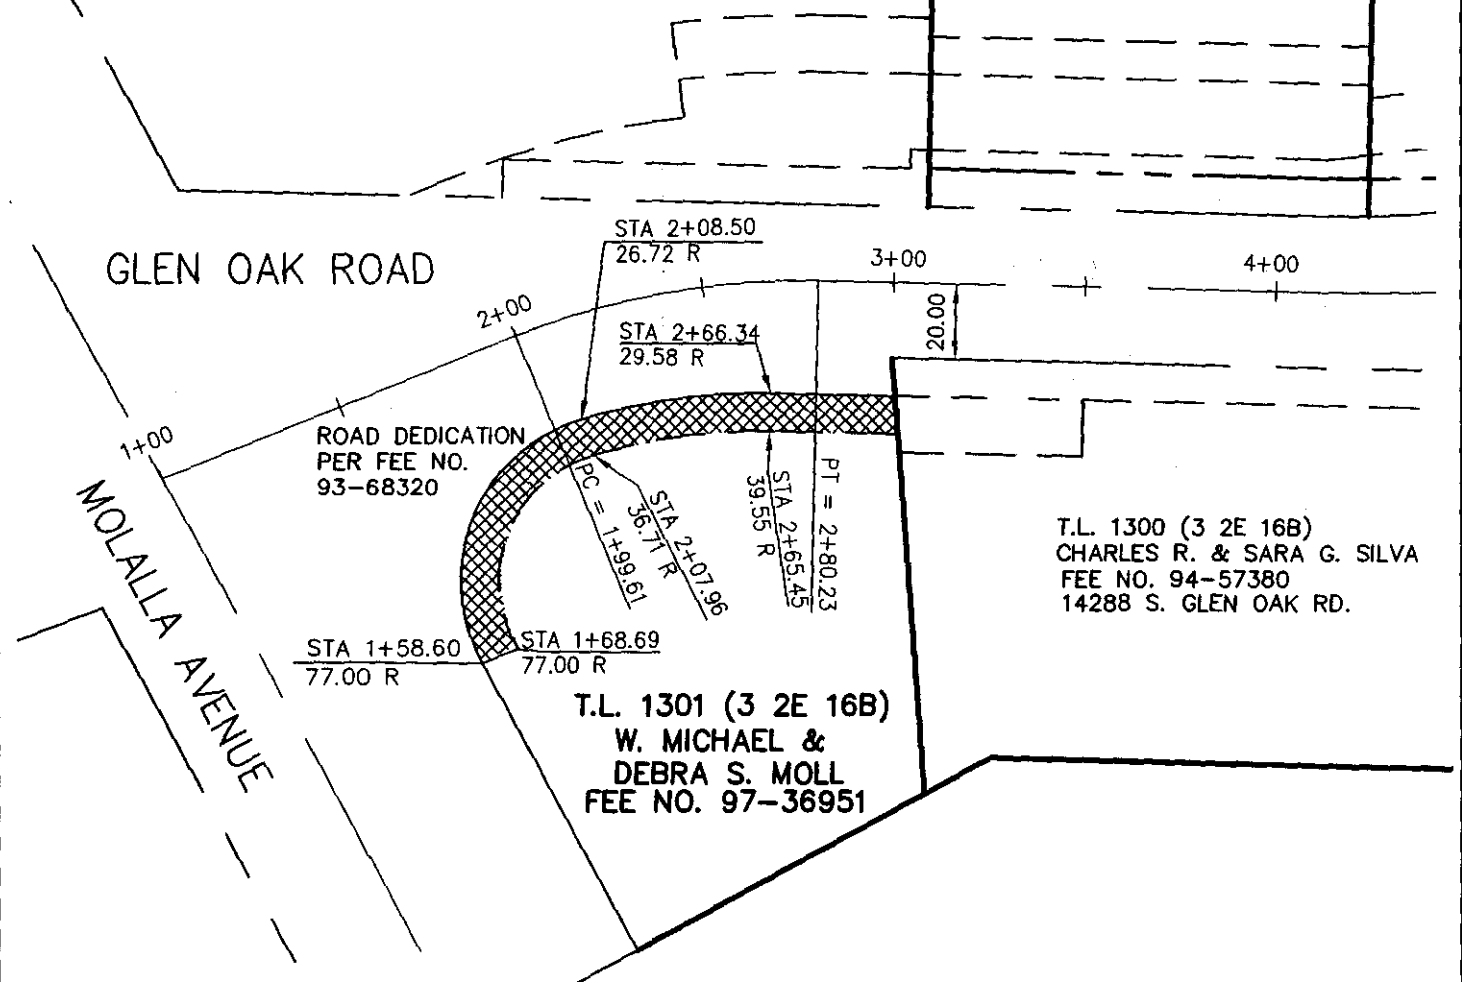 STA 2+08.50
26.72 R
GLEN OAK ROAD
3+00
4+00
2+00
20.00
STA 2+66.34
29.58 R
1+00
ROAD DEDICATION
PER FEE NO.
93-68320
MOLALLA AVENUE
PC = 1+99.61
STA 2+07.96
36.71 R
STA 2+65.45
39.55 R
PT = 2+80.23
T.L. 1300 (3 2E 16B)
CHARLES R. & SARA G. SILVA
FEE NO. 94-57380
14288 S. GLEN OAK RD.
STA 1+58.60
77.00 R
STA 1+68.69
77.00 R
T.L. 1301 (3 2E 16B)
W. MICHAEL &
DEBRA S. MOLL
FEE NO. 97-36951